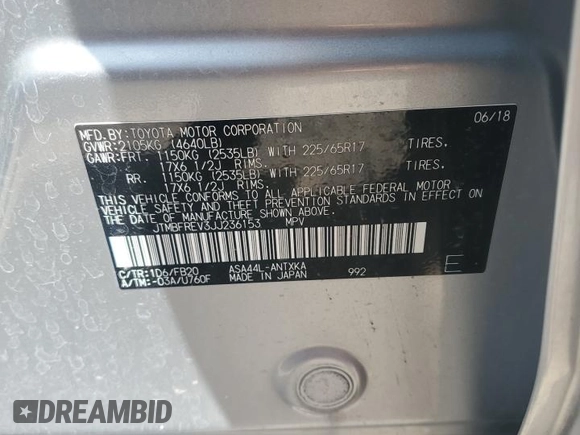 MFD. BY: TOYOTA MOTOR CORPORATION 06/18
GVWR: 2105KG (4640LB)
GAWR: FRT. 1150KG (2535LB) WITH 225/65R17 TIRES.
17X6 1/2J RIMS.
RR. 1150KG (2535LB) WITH 225/65R17 TIRES.
17X6 1/2J RIMS.
THIS VEHICLE CONFORMS TO ALL APPLICABLE FEDERAL MOTOR
VEHICLE SAFETY AND THEFT PREVENTION STANDARDS IN EFFECT ON
THE DATE OF MANUFACTURE SHOWN ABOVE.
JTMBFREV3JJ236153 MPV
C/TR: 1D6/FB20 ASA44L-ANTXKA 992 E
A/TM: -03A/U760F MADE IN JAPAN
DREAMBID